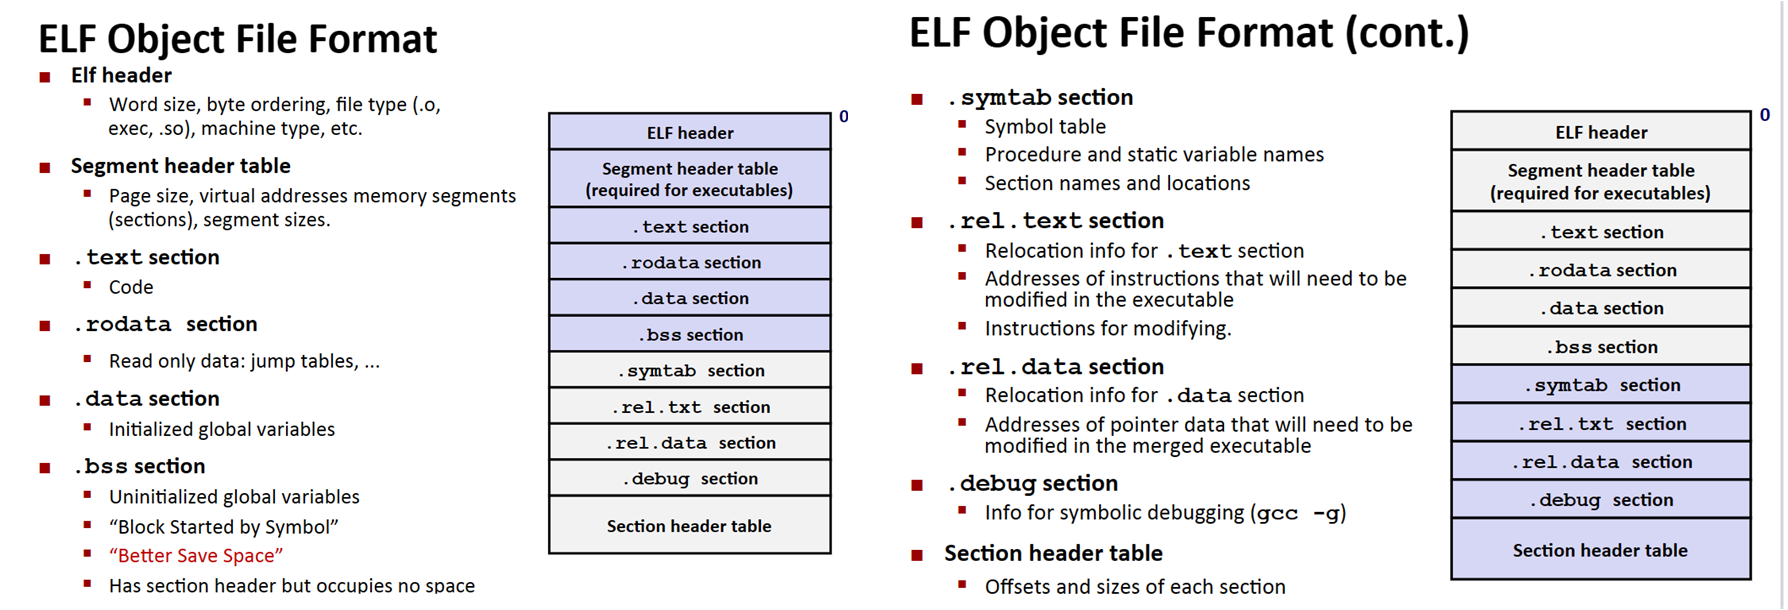 ELF Object File Format
Elf header
Word size, byte ordering, file type (.o,
exec, .so), machine type, etc.
Segment header table
Page size, virtual addresses memory segments
(sections), segment sizes.
.text section
Code
.rodata section
Read only data: jump tables, ...
.data section
Initialized global variables
.bss section
Uninitialized global variables
“Block Started by Symbol”
“Better Save Space”
Has section header but occupies no space
0
ELF header
Segment header table
(required for executables)
.text section
.rodata section
.data section
.bss section
.symtab section
.rel.txt section
.rel.data section
.debug section
Section header table
ELF Object File Format (cont.)
.symtab section
Symbol table
Procedure and static variable names
Section names and locations
.rel.text section
Relocation info for .text section
Addresses of instructions that will need to be
modified in the executable
Instructions for modifying.
.rel.data section
Relocation info for .data section
Addresses of pointer data that will need to be
modified in the merged executable
.debug section
Info for symbolic debugging (gcc -g)
Section header table
Offsets and sizes of each section
0
ELF header
Segment header table
(required for executables)
.text section
.rodata section
.data section
.bss section
.symtab section
.rel.txt section
.rel.data section
.debug section
Section header table